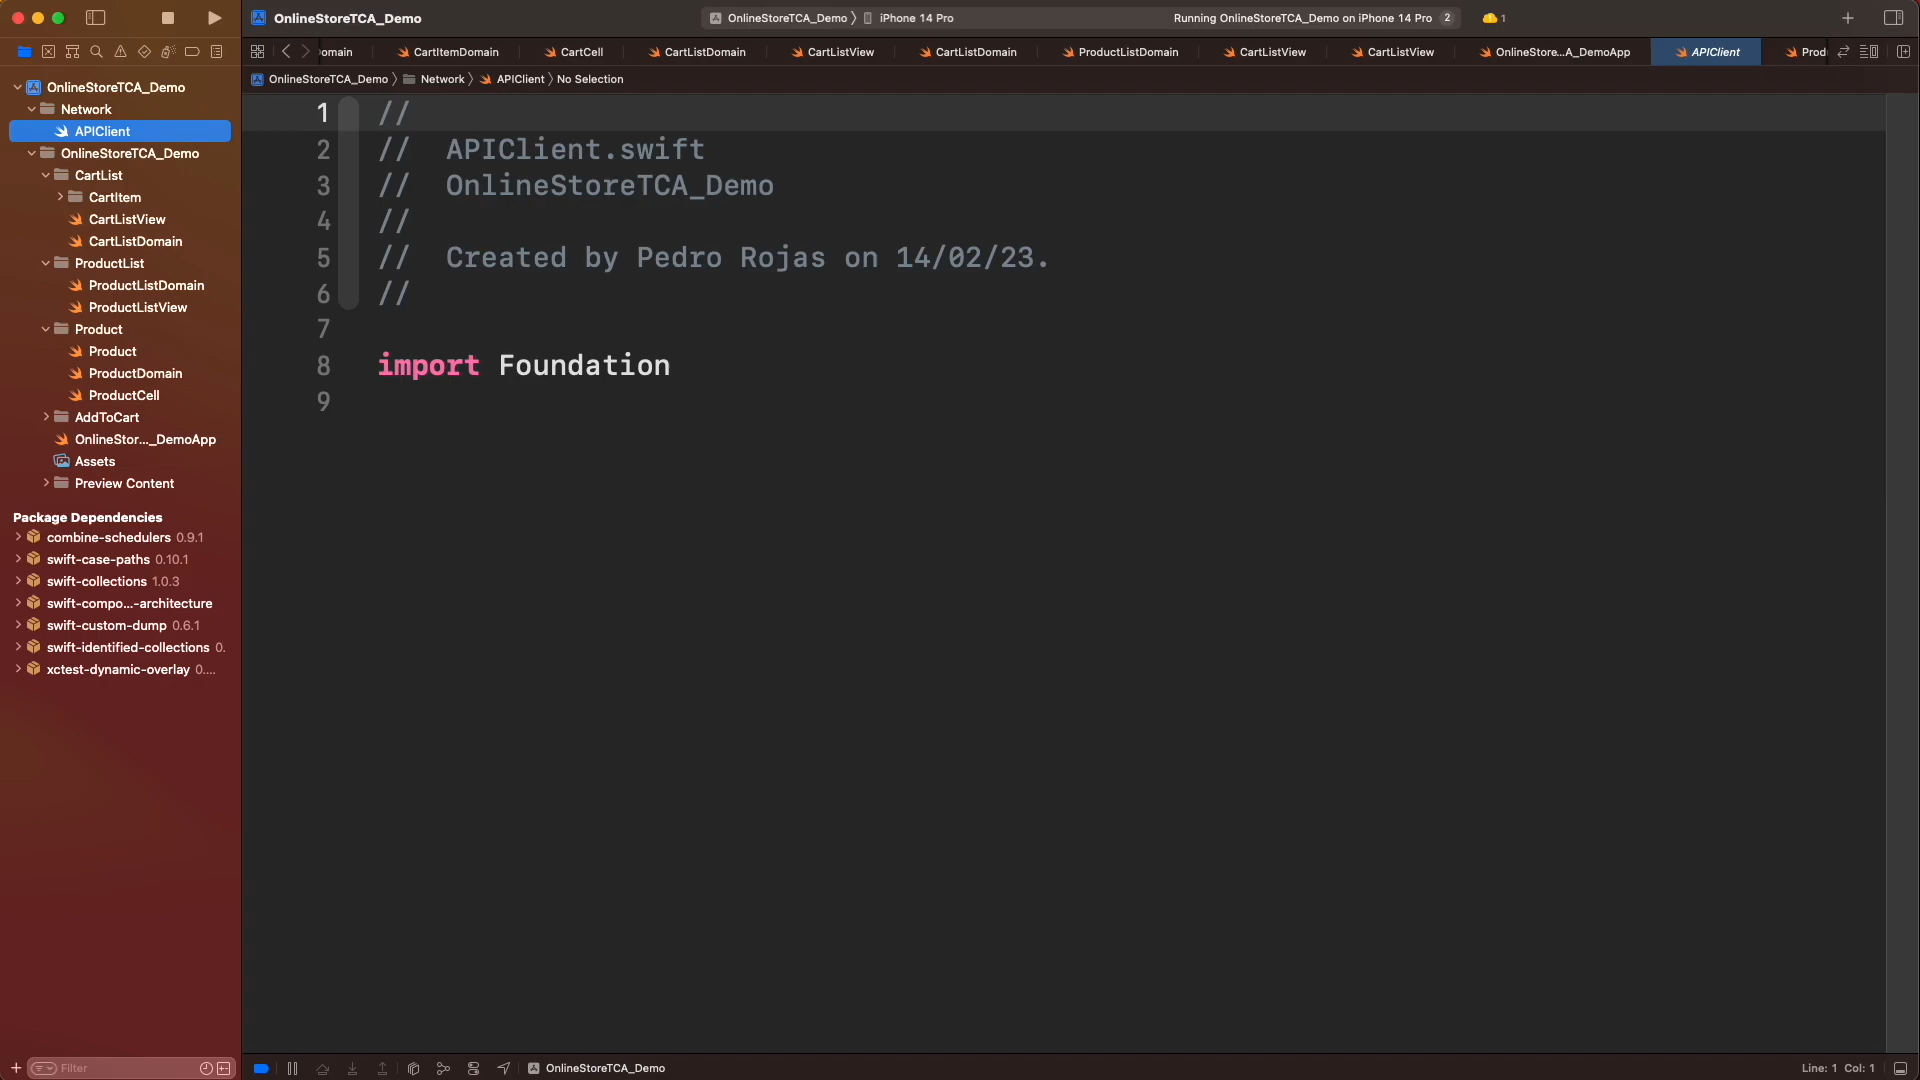 OnlineStoreTCA_Demo
OnlineStoreTCA_Demo 〉 iPhone 14 Pro
Running OnlineStoreTCA_Demo on iPhone 14 Pro 2
1
omain
CartItemDomain
CartCell
CartListDomain
CartListView
CartListDomain
ProductListDomain
CartListView
CartListView
OnlineStore...A_DemoApp
APIClient
Prod
OnlineStoreTCA_Demo 〉 Network 〉 APIClient 〉 No Selection
OnlineStoreTCA_Demo
Network
APIClient
OnlineStoreTCA_Demo
CartList
CartItem
CartListView
CartListDomain
ProductList
ProductListDomain
ProductListView
Product
Product
ProductDomain
ProductCell
AddToCart
OnlineStor..._DemoApp
Assets
Preview Content
Package Dependencies
combine-schedulers 0.9.1
swift-case-paths 0.10.1
swift-collections 1.0.3
swift-compo...-architecture
swift-custom-dump 0.6.1
swift-identified-collections 0.
xctest-dynamic-overlay 0....
Filter
1 //
2 //  APIClient.swift
3 //  OnlineStoreTCA_Demo
4 //
5 //  Created by Pedro Rojas on 14/02/23.
6 //
7
8 import Foundation
9
OnlineStoreTCA_Demo
Line: 1 Col: 1